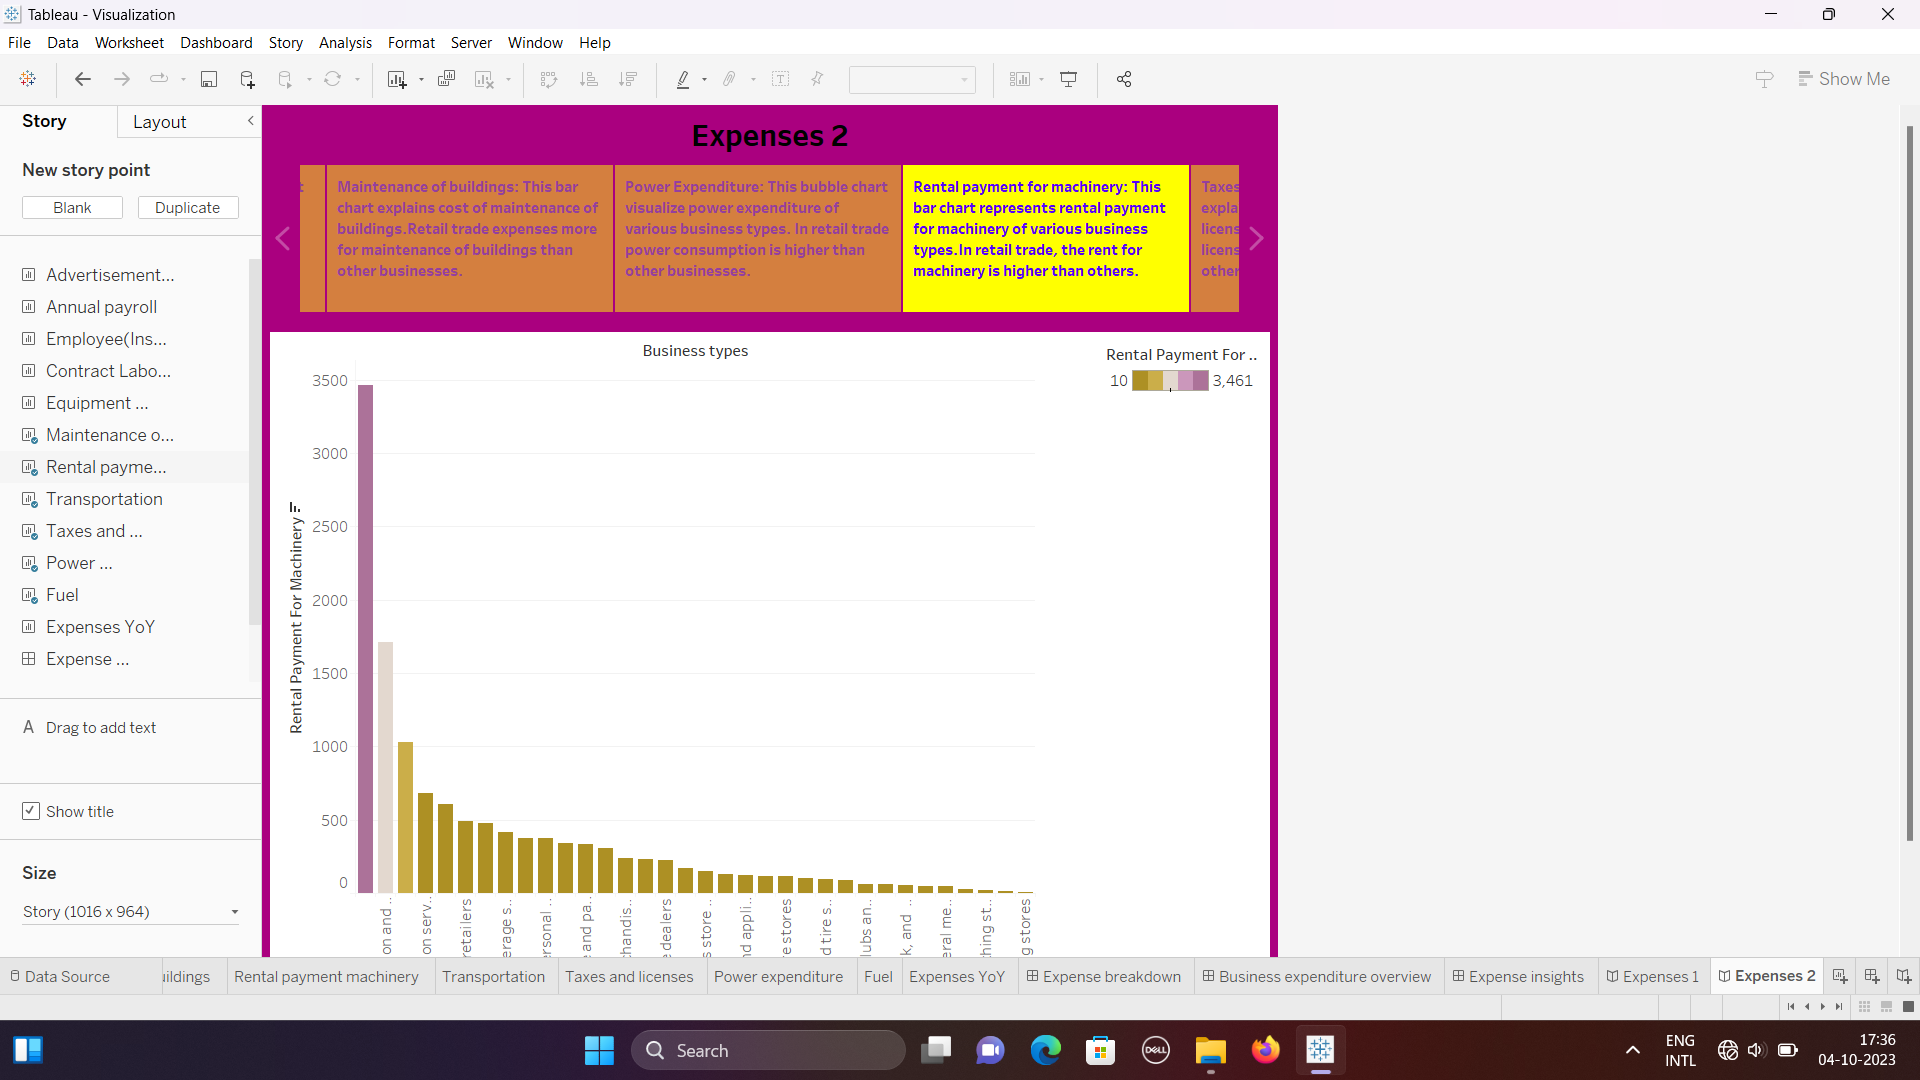 Tableau - Visualization
File Data Worksheet Dashboard Story Analysis Format Server Window Help
Show Me
Story
Layout
New story point
Blank
Duplicate
Advertisement...
Annual payroll
Employee(Ins...
Contract Labo...
Equipment ...
Maintenance o...
Rental payme...
Transportation
Taxes and ...
Power ...
Fuel
Expenses YoY
Expense ...
A Drag to add text
Show title
Size
Story (1016 x 964)
Expenses 2
Maintenance of buildings: This bar
chart explains cost of maintenance of
buildings.Retail trade expenses more
for maintenance of buildings than
other businesses.
Power Expenditure: This bubble chart
visualize power expenditure of
various business types. In retail trade
power consumption is higher than
other businesses.
Rental payment for machinery: This
bar chart represents rental payment
for machinery of various business
types.In retail trade, the rent for
machinery is higher than others.
Taxes
expla
licens
licens
other
Business types
Rental Payment For ..
10
3,461
Rental Payment For Machinery
3500
3000
2500
2000
1500
1000
500
0
on and ..
on serv..
retailers
erage s..
ersonal ..
e and pa..
chandis..
e dealers
s store ..
nd appli..
e stores
d tire s..
lubs an..
k, and ..
eral me..
hing st..
g stores
Data Source
ildings
Rental payment machinery
Transportation
Taxes and licenses
Power expenditure
Fuel
Expenses YoY
Expense breakdown
Business expenditure overview
Expense insights
Expenses 1
Expenses 2
Search
DELL
ENG
INTL
17:36
04-10-2023